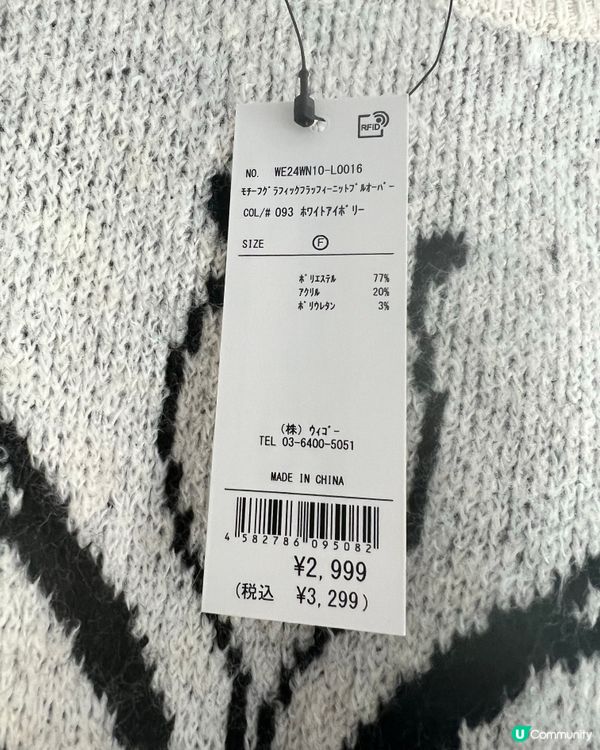 RFID
NO. WE24WN10-L0016
ﾓﾁｰﾌｸﾞﾗﾌｨｯｸﾌﾗｯﾌｨｰﾆｯﾄﾌﾟﾙｵｰﾊﾞｰ
COL/# 093 ﾎﾜｲﾄｱｲﾎﾞﾘｰ
SIZE Ⓕ
ﾎﾟﾘｴｽﾃﾙ 77%
ｱｸﾘﾙ 20%
ﾎﾟﾘｳﾚﾀﾝ 3%
(株) ｳｨｺﾞｰ
TEL 03-6400-5051
MADE IN CHINA
4 582786 095082
¥2,999
(税込 ¥3,299)
U Community